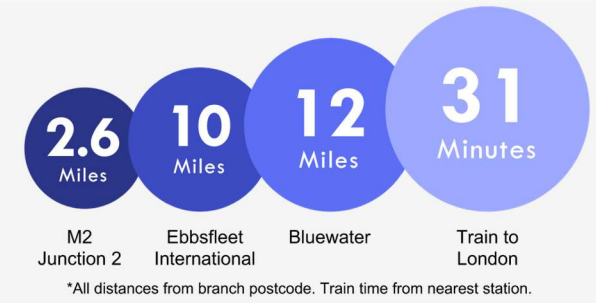 2.6
Miles
10
Miles
12
Miles
31
Minutes
M2
Junction 2
Ebbsfleet
International
Bluewater
Train to
London
*All distances from branch postcode. Train time from nearest station.